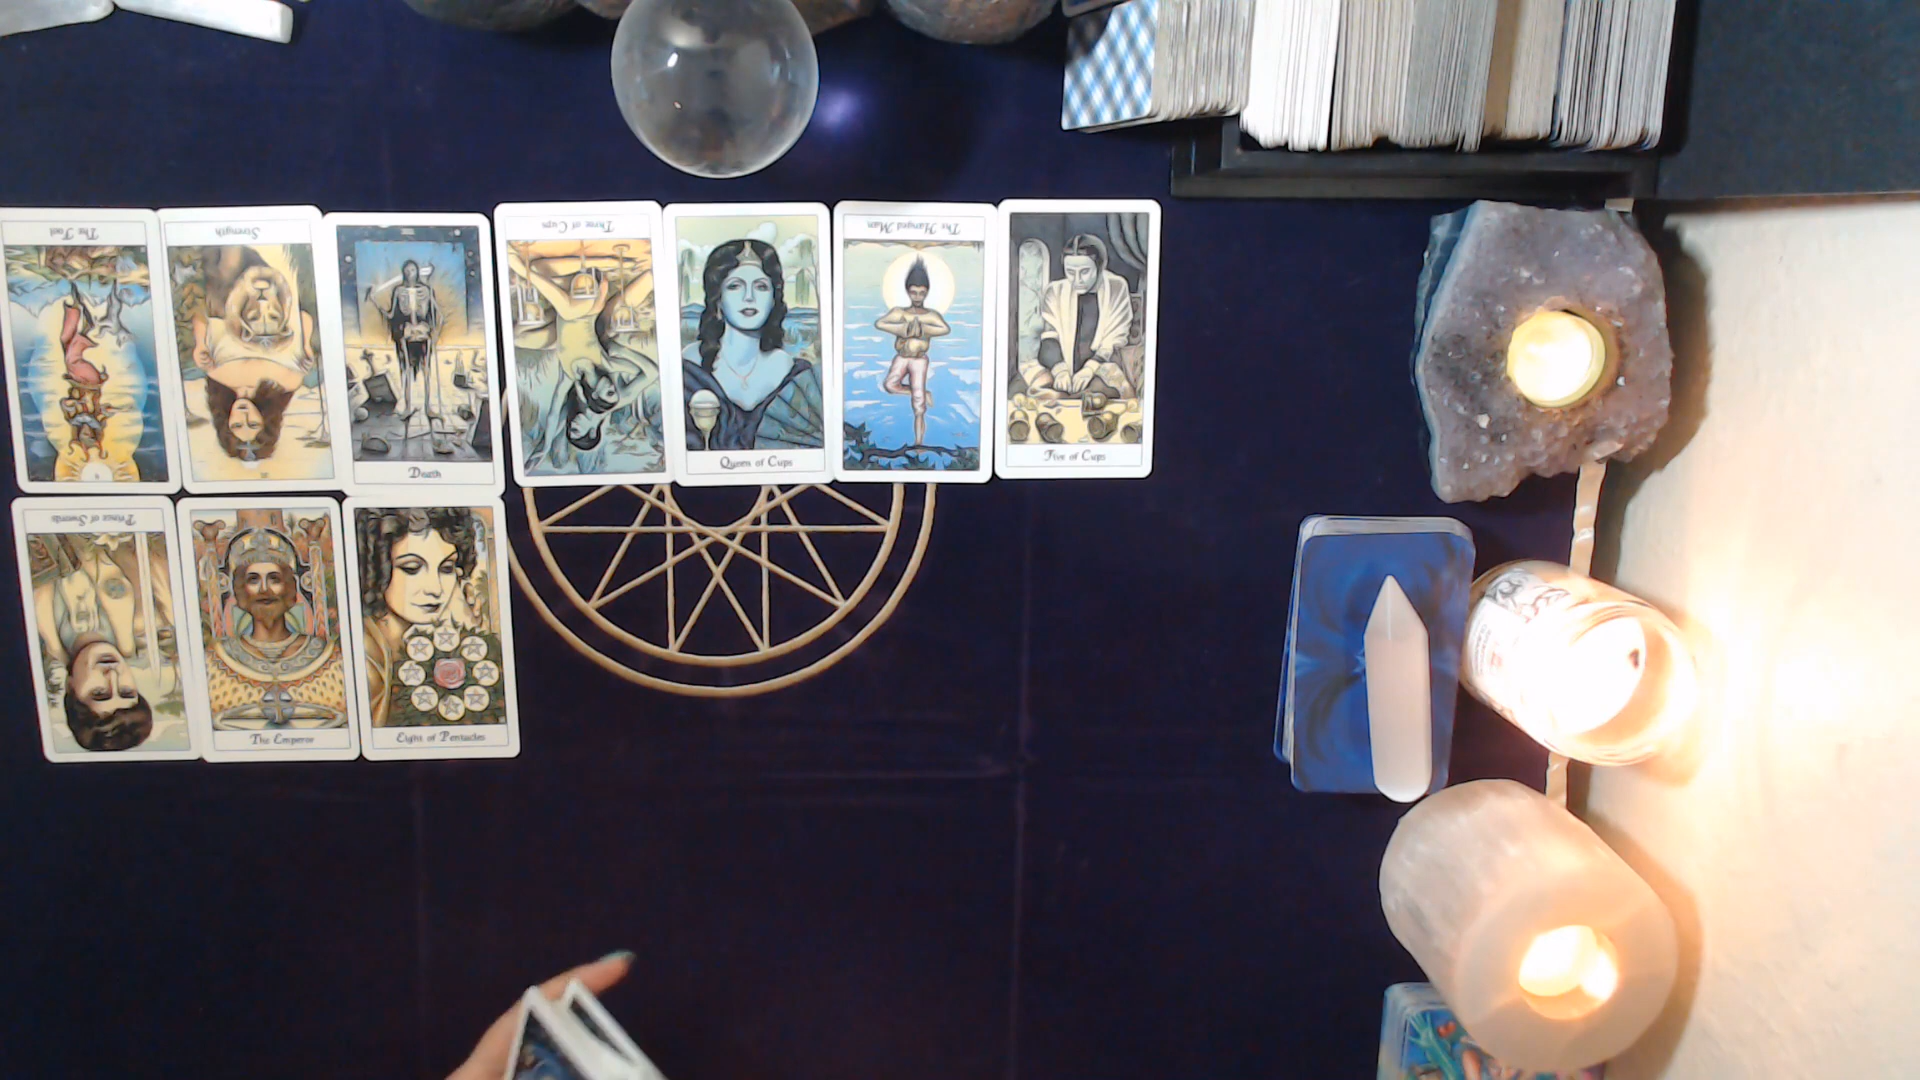 The Fool
Strength
Death
Three of Cups
Queen of Cups
The Hanged Man
Five of Cups
Prince of Swords
The Emperor
Eight of Pentacles